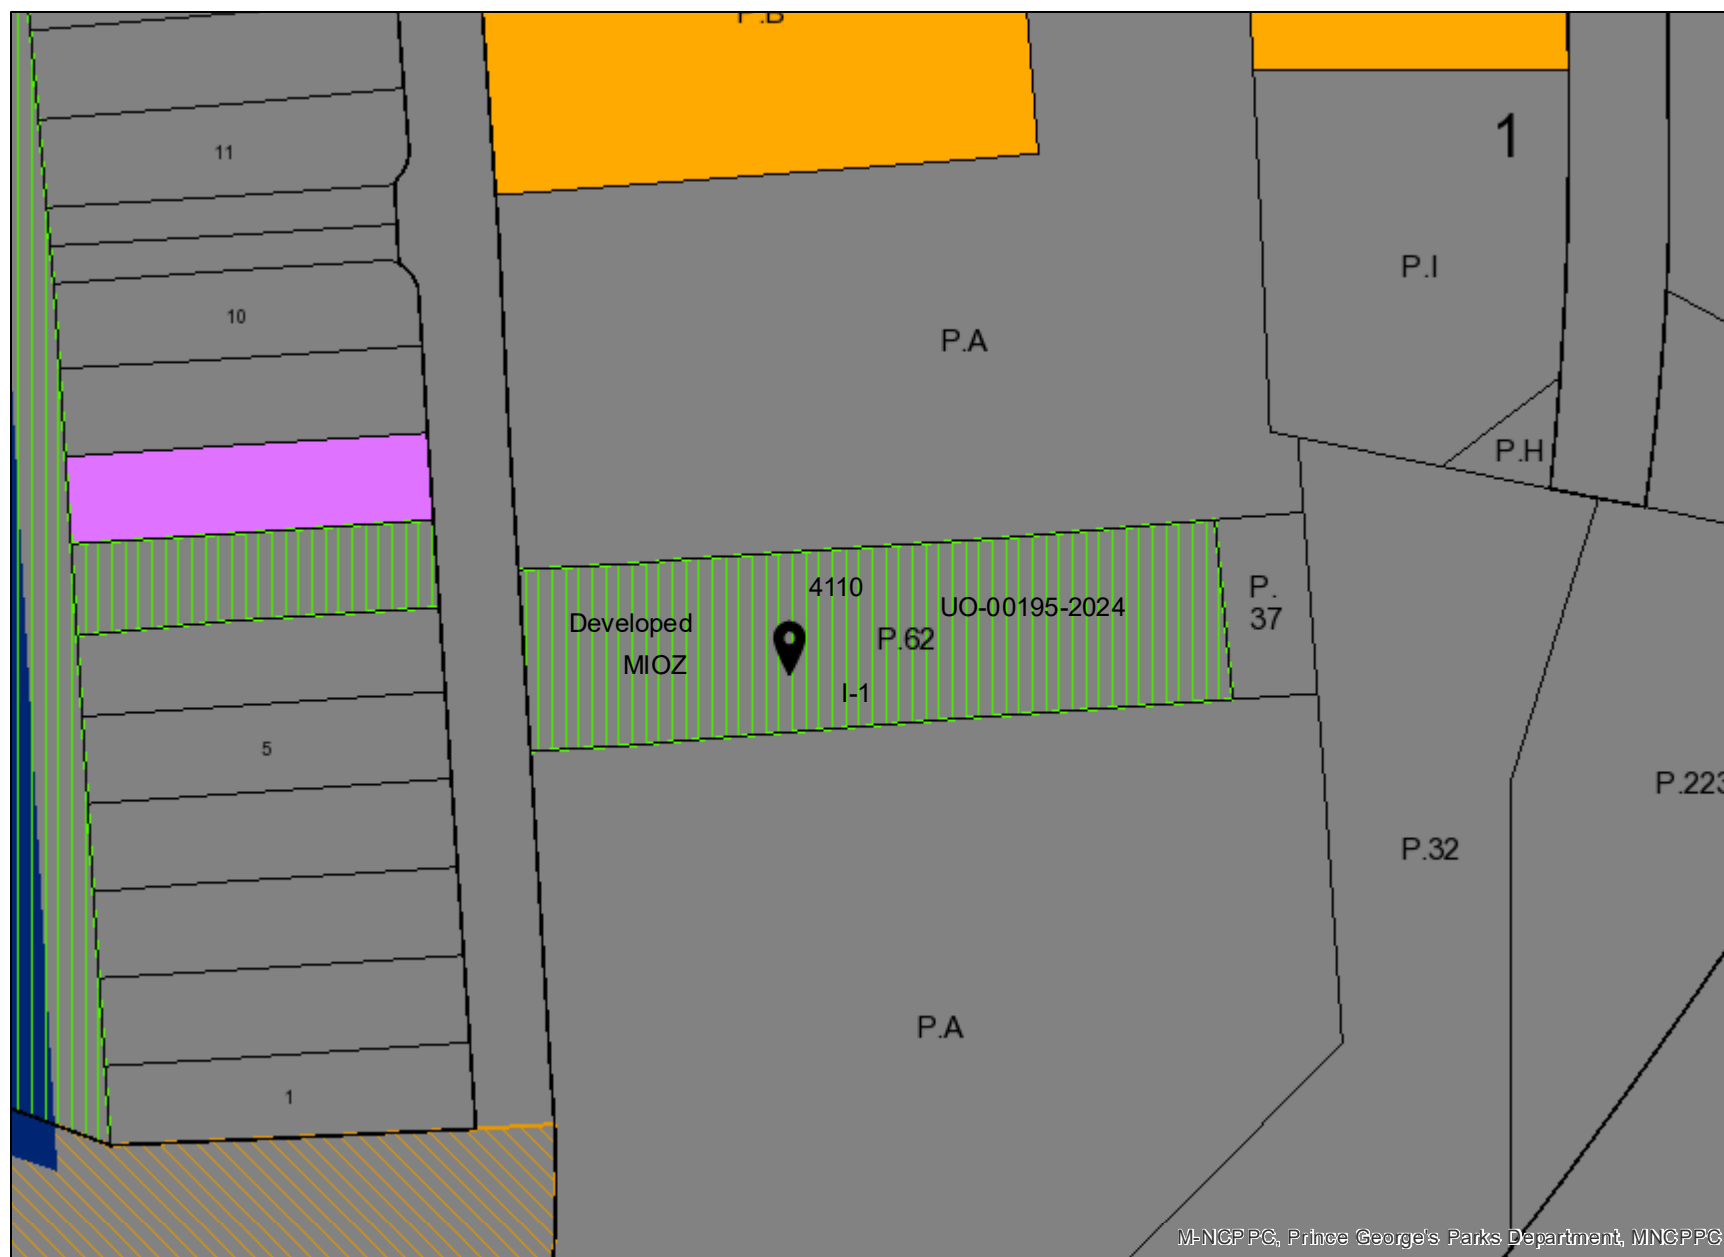 P.B
1
11
P.I
10
P.A
P.H
4110
UO-00195-2024
Developed
P.62
MIOZ
I-1
P.
37
5
P.223
P.32
P.A
1
M-NCPPC, Prince George's Parks Department, MNCPPC